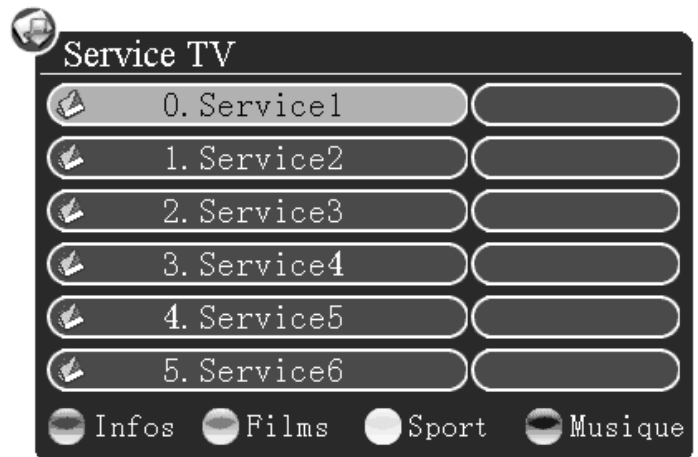 Service TV
0. Service1
1. Service2
2. Service3
3. Service4
4. Service5
5. Service6
Infos Films Sport Musique